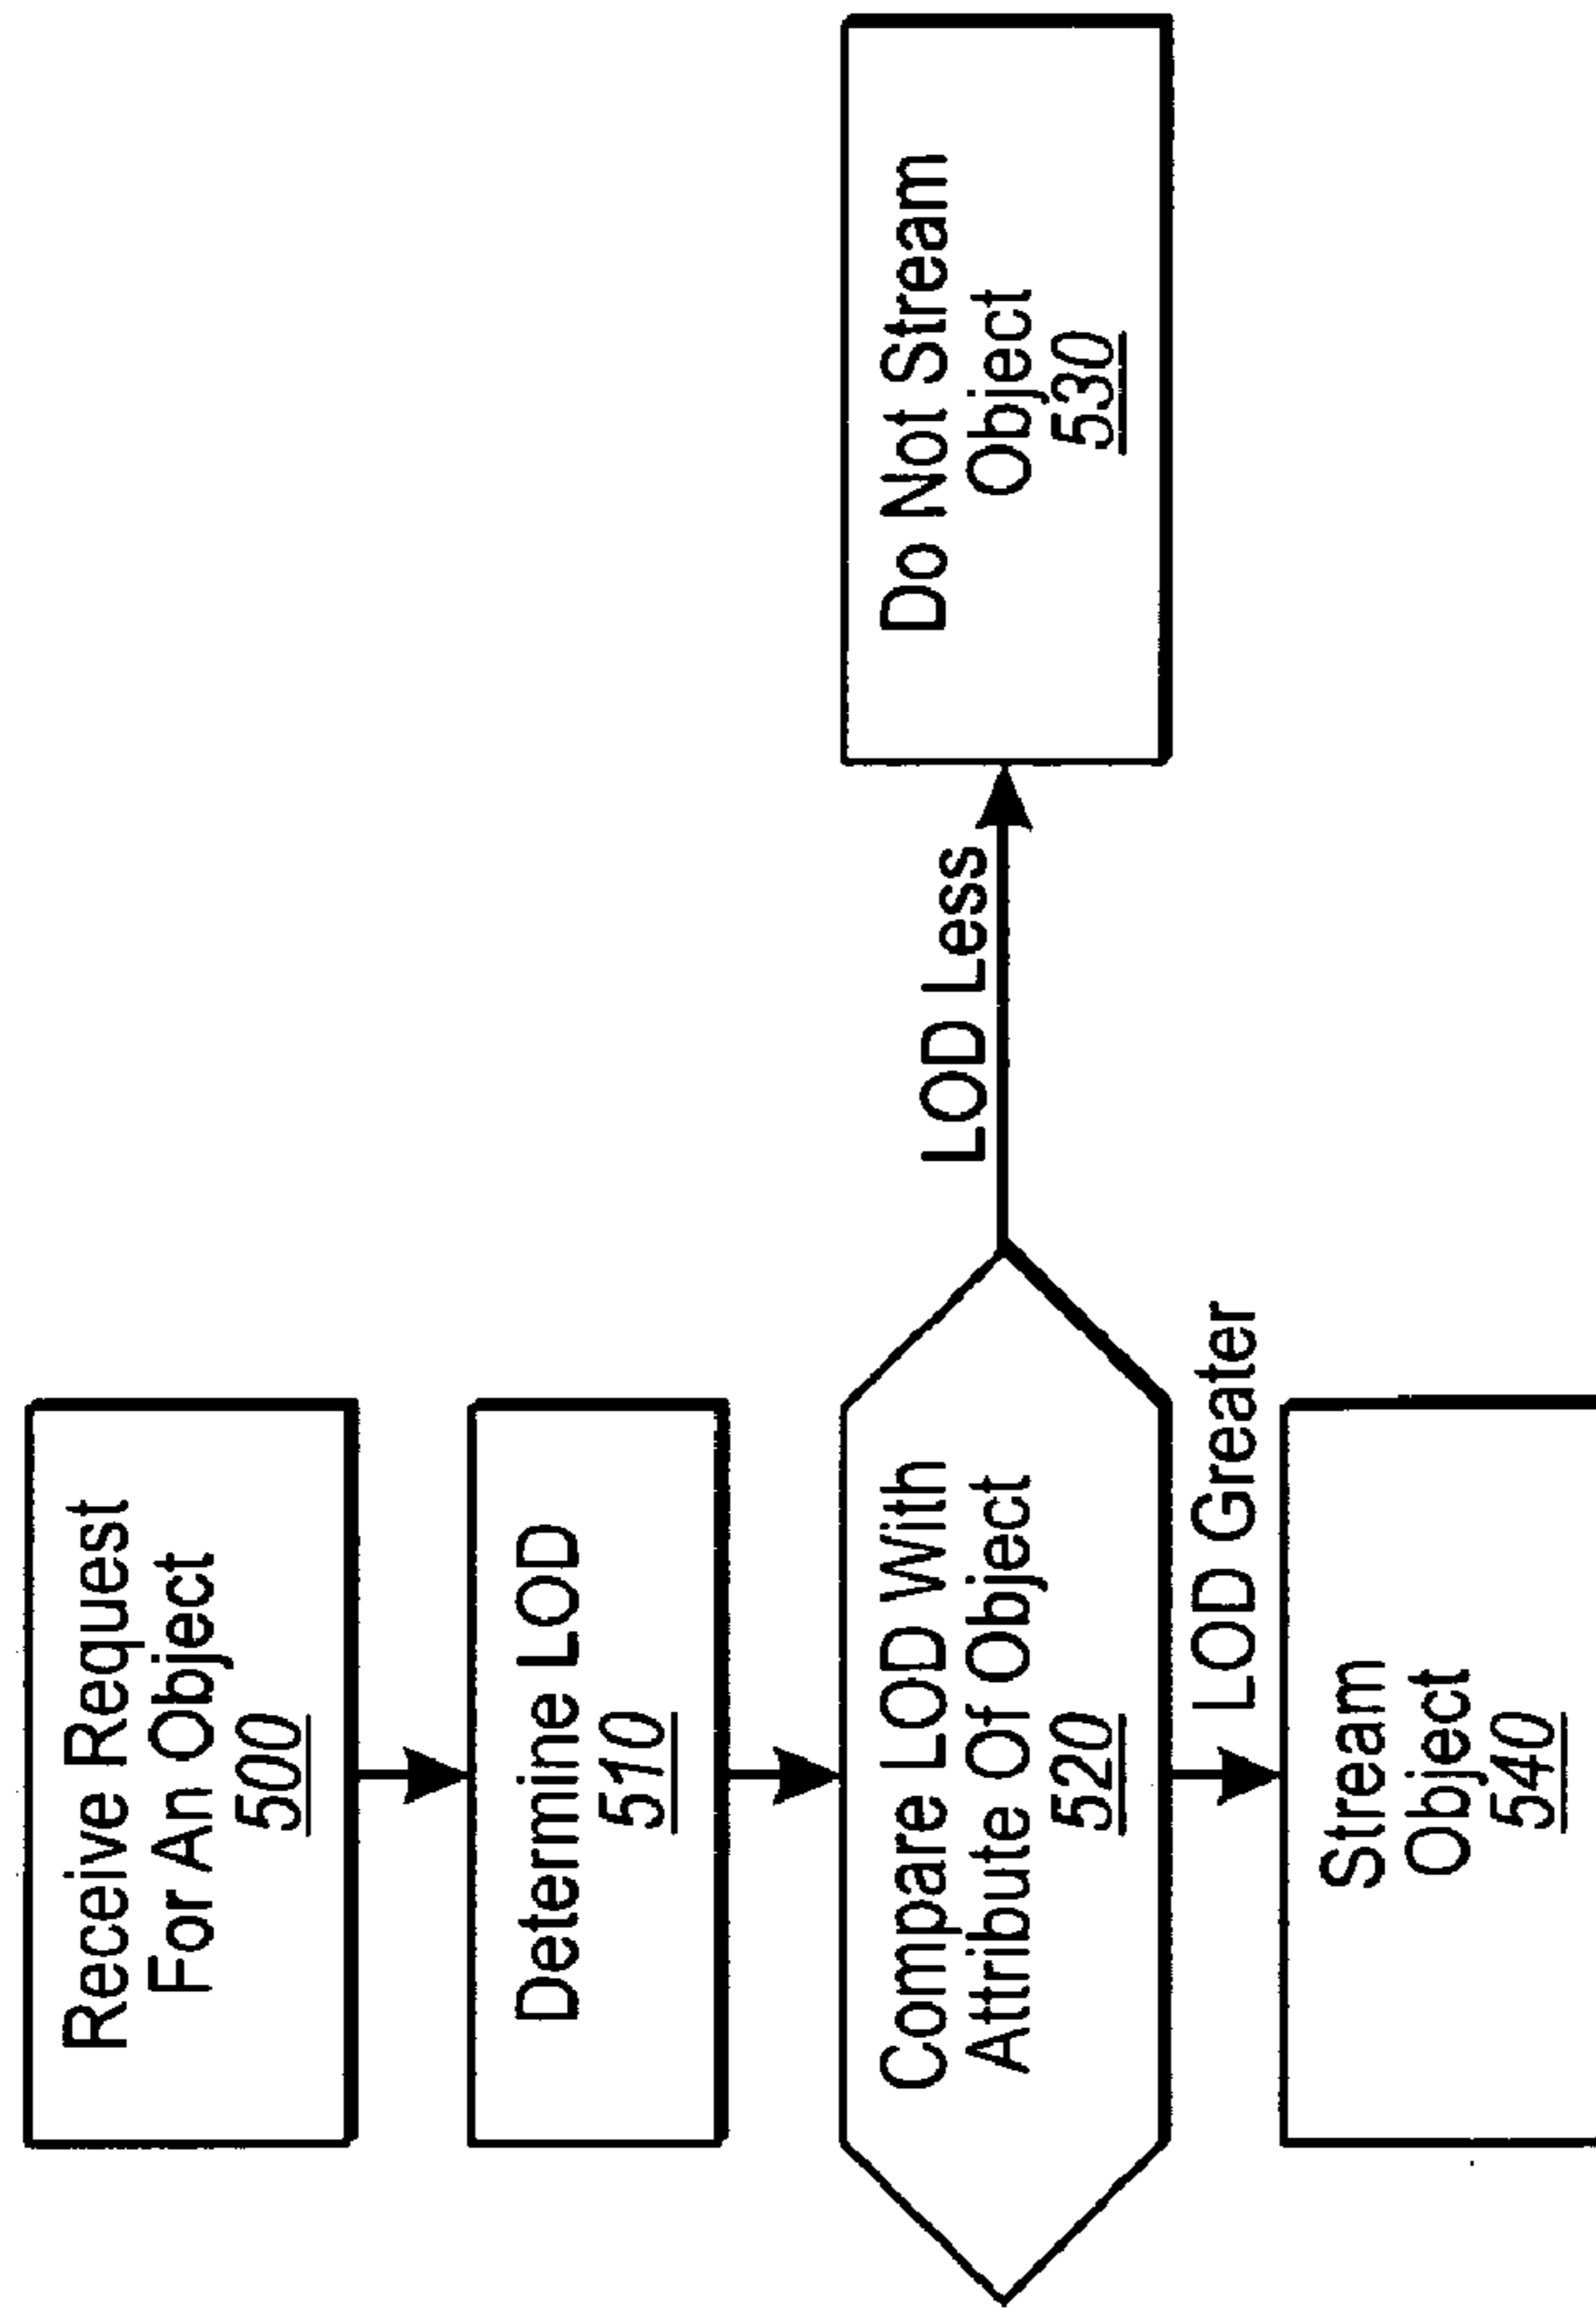 Receive Request
For An Object
500
Determine LOD
510
Compare LOD With
Attribute Of Object
520
LOD Less
Do Not Stream
Object
530
LOD Greater
Stream
Object
540